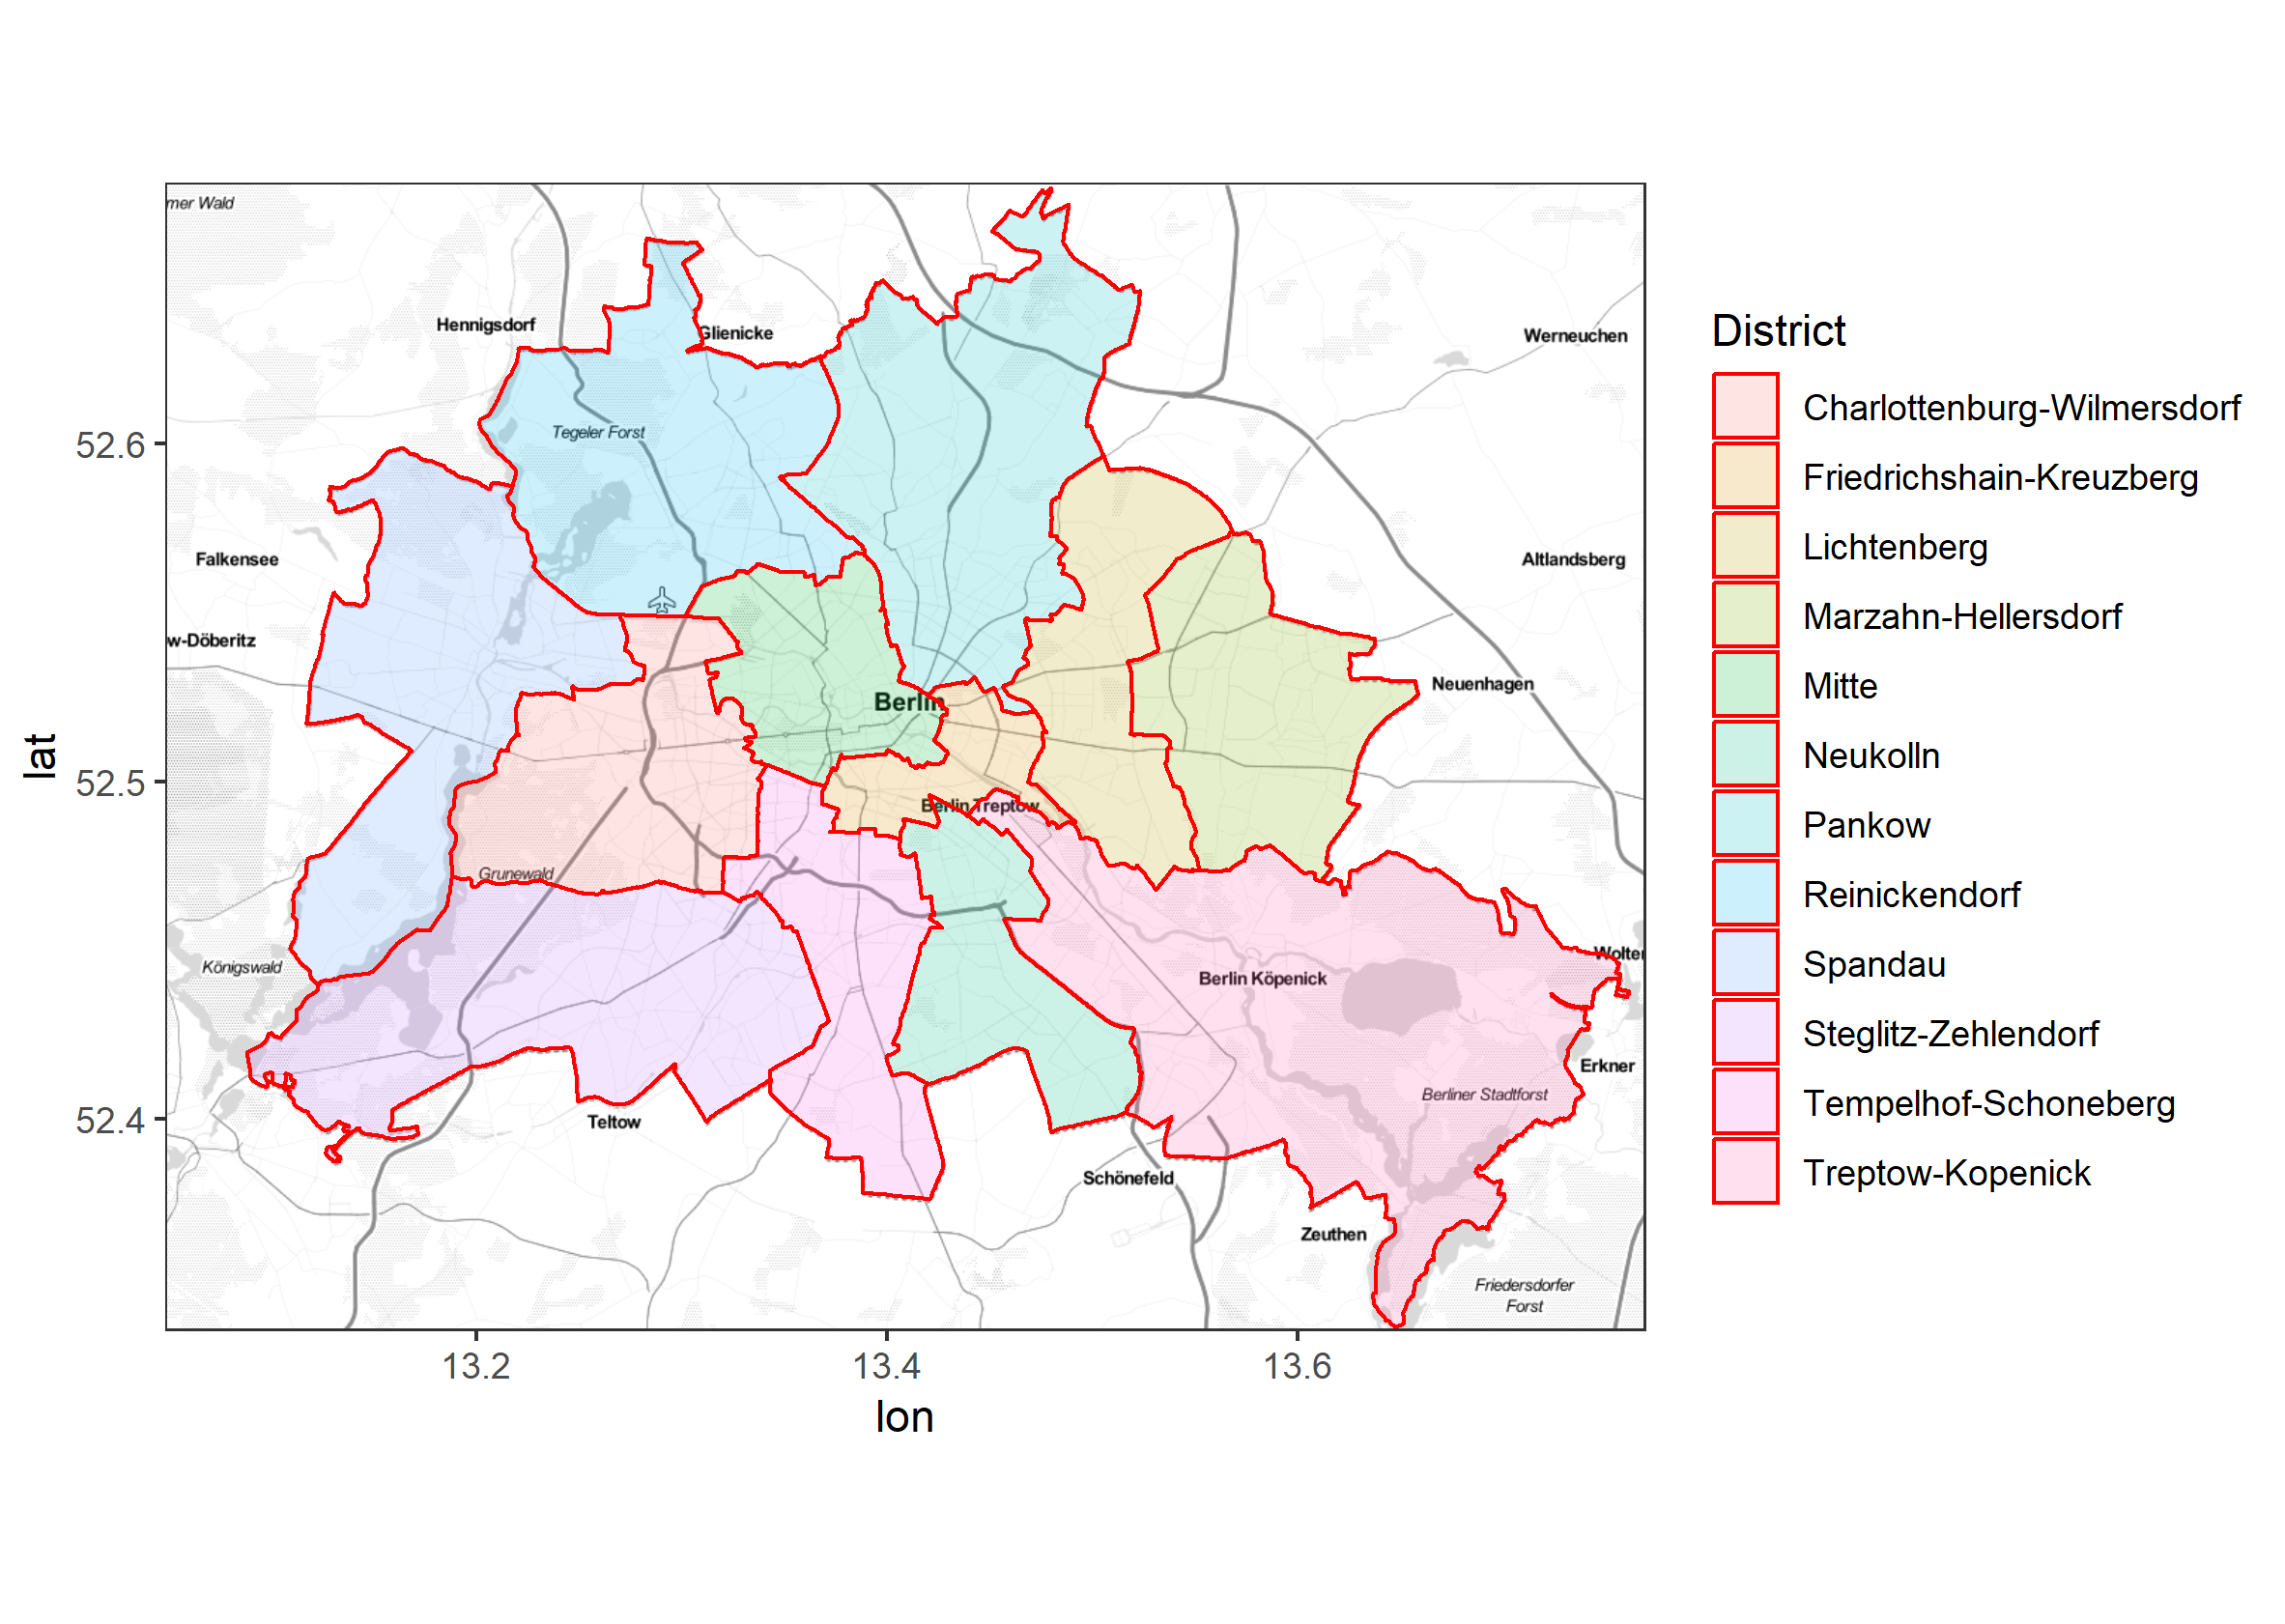 mer Wald
Hennigsdorf
Glienicke
Werneuchen
Tegeler Forst
Falkensee
Altlandsberg
w-Döberitz
Neuenhagen
Berlin
Berlin Treptow
Grunewald
Königswald
Berlin Köpenick
Wolter
Erkner
Berliner Stadtforst
Teltow
Schönefeld
Zeuthen
Friedersdorfer
Forst
lat
52.6
52.5
52.4
13.2
13.4
13.6
lon
District
Charlottenburg-Wilmersdorf
Friedrichshain-Kreuzberg
Lichtenberg
Marzahn-Hellersdorf
Mitte
Neukolln
Pankow
Reinickendorf
Spandau
Steglitz-Zehlendorf
Tempelhof-Schoneberg
Treptow-Kopenick